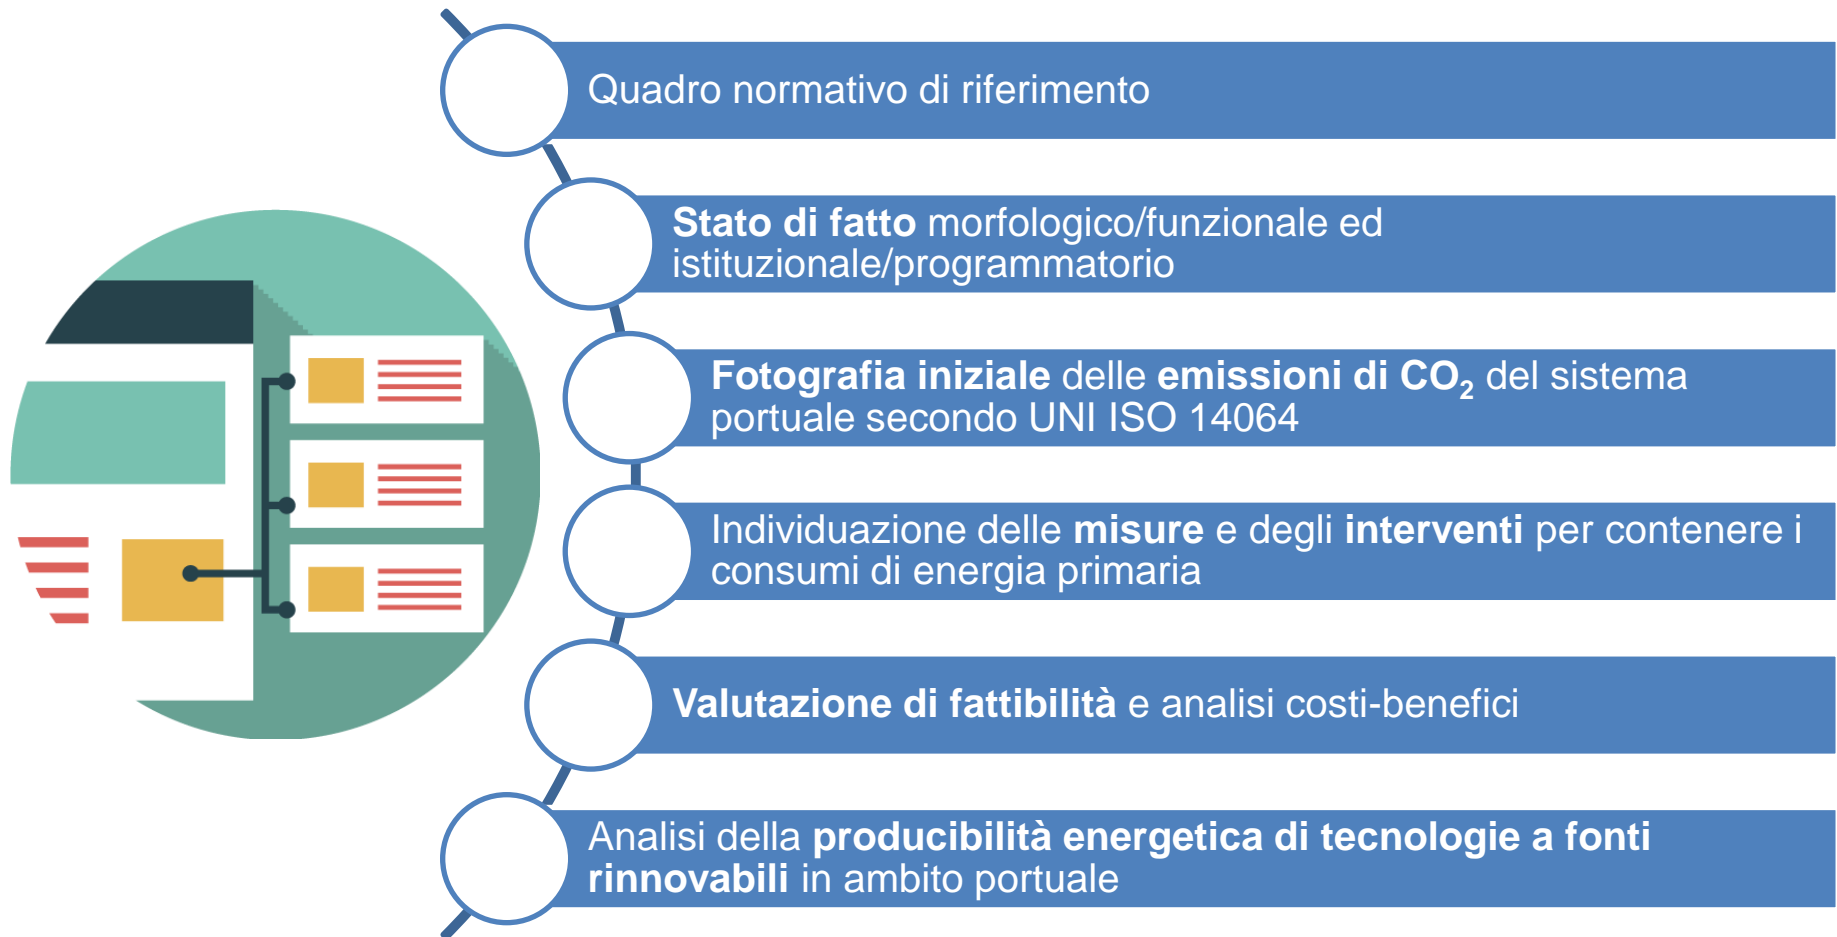 Quadro normativo di riferimento
Stato di fatto morfologico/funzionale ed
istituzionale/programmatorio
Fotografia iniziale delle emissioni di CO₂ del sistema
portuale secondo UNI ISO 14064
Individuazione delle misure e degli interventi per contenere i
consumi di energia primaria
Valutazione di fattibilità e analisi costi-benefici
Analisi della producibilità energetica di tecnologie a fonti
rinnovabili in ambito portuale